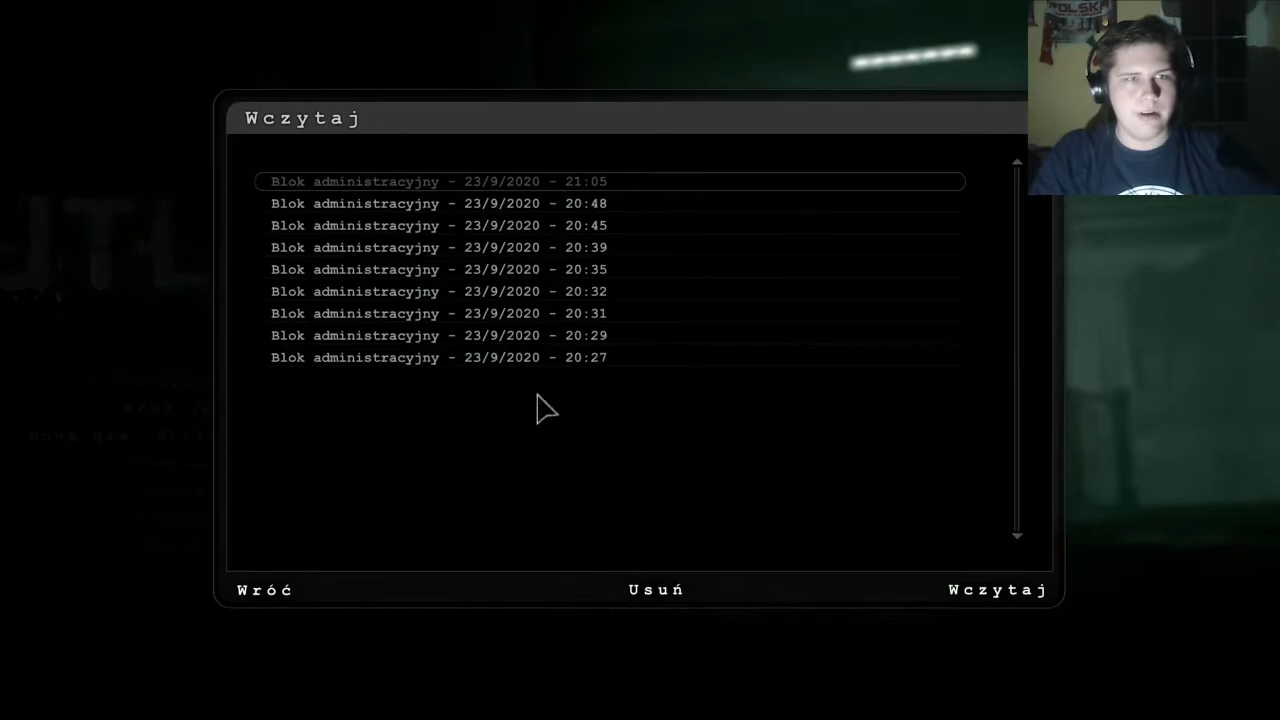 POLSKA
Wczytaj
Blok administracyjny - 23/9/2020 - 21:05
Blok administracyjny - 23/9/2020 - 20:48
Blok administracyjny - 23/9/2020 - 20:45
Blok administracyjny - 23/9/2020 - 20:39
Blok administracyjny - 23/9/2020 - 20:35
Blok administracyjny - 23/9/2020 - 20:32
Blok administracyjny - 23/9/2020 - 20:31
Blok administracyjny - 23/9/2020 - 20:29
Blok administracyjny - 23/9/2020 - 20:27
Wróć
Usuń
Wczytaj